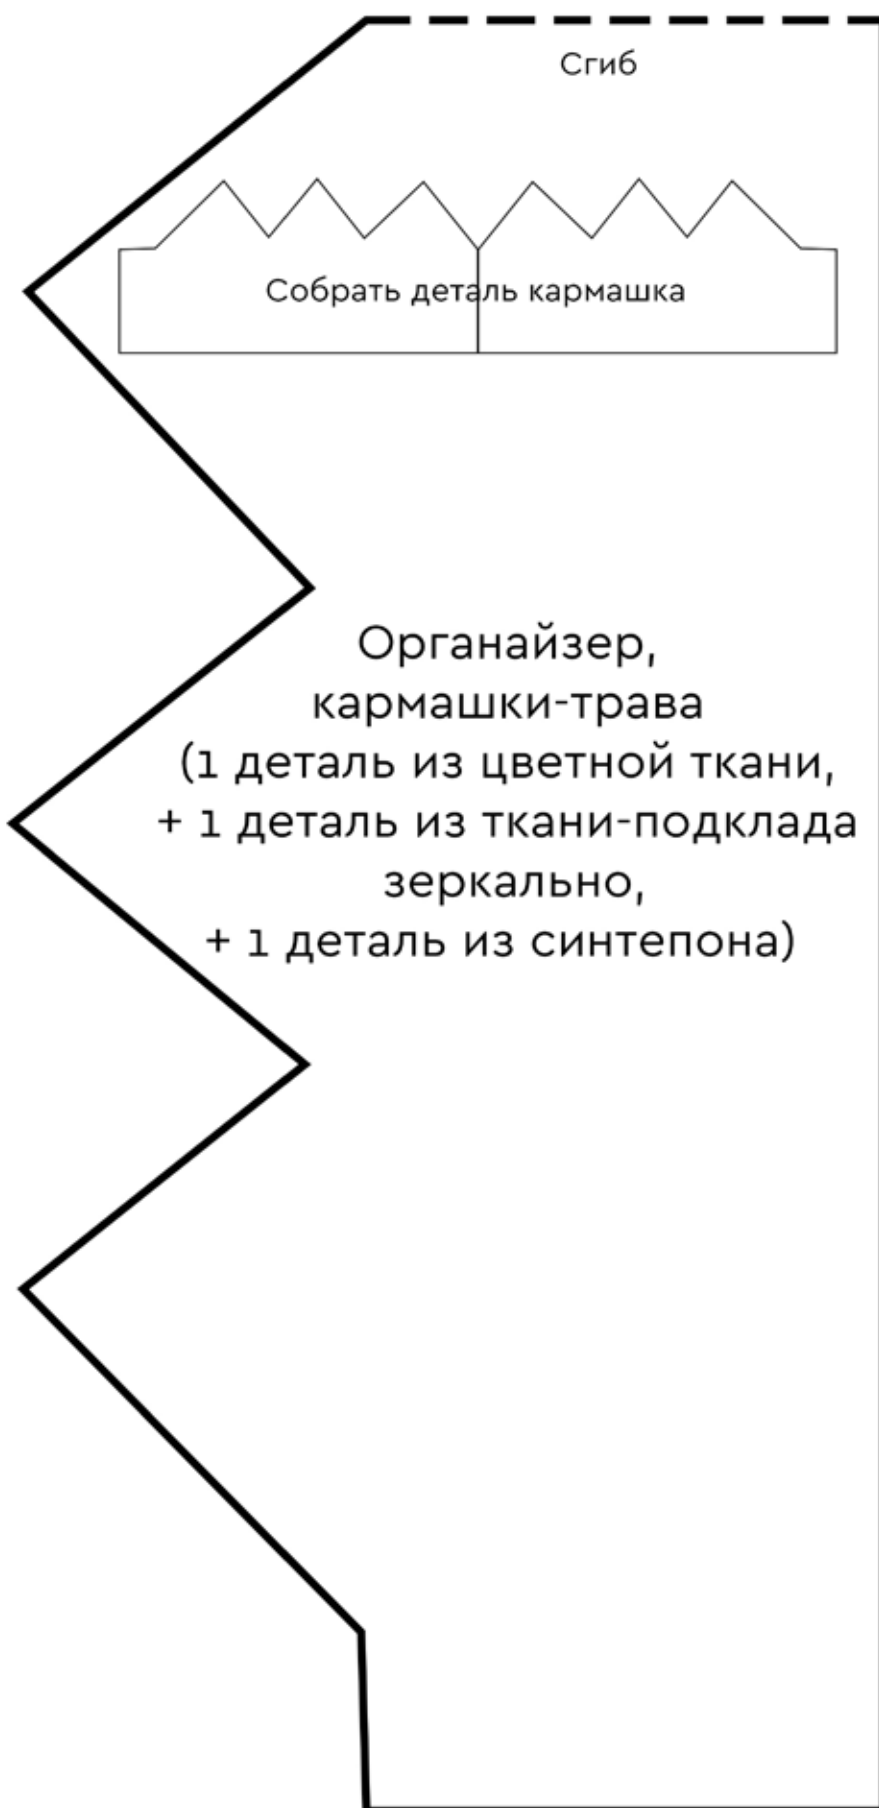 Сгиб
Собрать деталь кармашка
Органайзер,
кармашки-трава
(1 деталь из цветной ткани,
+ 1 деталь из ткани-подклада
зеркально,
+ 1 деталь из синтепона)